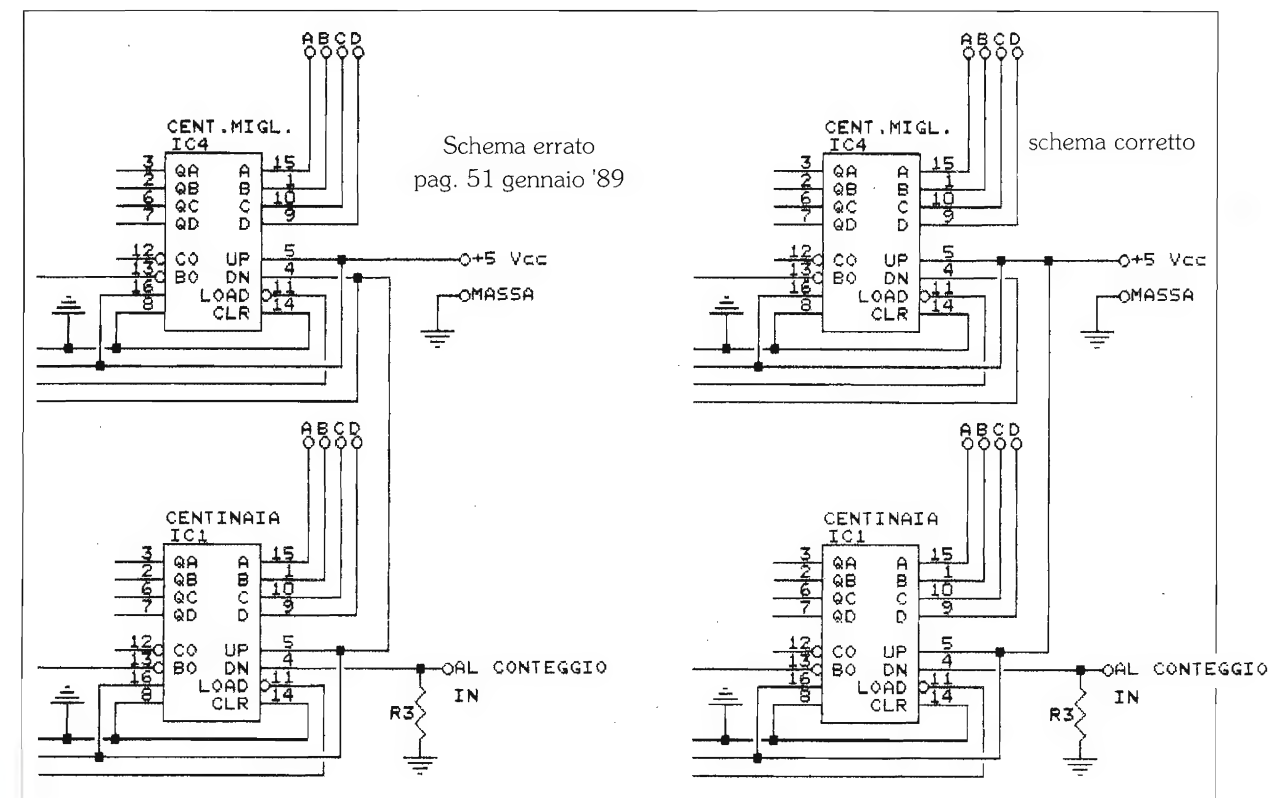 ABCD
CENT.MIGL.
IC4
Schema errato
pag. 51 gennaio '89
3 QA A 15
2 QB B 1
6 QC C 10
7 QD D 9
12 CO UP 5
13 BO DN 4
16 LOAD 11
8 CLR 14
+5 Vcc
MASSA
ABCD
CENTINAIA
IC1
3 QA A 15
2 QB B 1
6 QC C 10
7 QD D 9
12 CO UP 5
13 BO DN 4
16 LOAD 11
8 CLR 14
AL CONTEGGIO
IN
R3
ABCD
CENT.MIGL.
IC4
schema corretto
3 QA A 15
2 QB B 1
6 QC C 10
7 QD D 9
12 CO UP 5
13 BO DN 4
16 LOAD 11
8 CLR 14
+5 Vcc
MASSA
ABCD
CENTINAIA
IC1
3 QA A 15
2 QB B 1
6 QC C 10
7 QD D 9
12 CO UP 5
13 BO DN 4
16 LOAD 11
8 CLR 14
AL CONTEGGIO
IN
R3